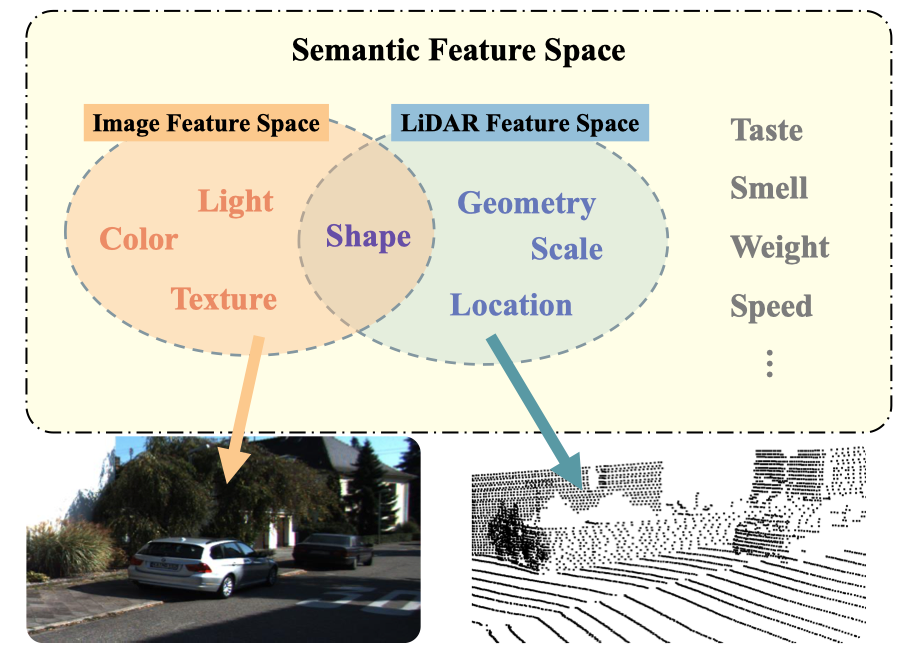 Semantic Feature Space
Image Feature Space
LiDAR Feature Space
Light
Color
Texture
Shape
Geometry
Scale
Location
Taste
Smell
Weight
Speed
⋮